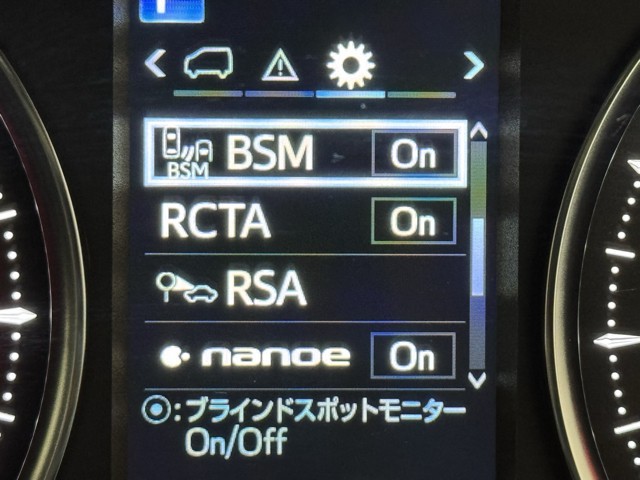 BSM BSM On
RCTA On
RSA
nanoe On
:ブラインドスポットモニター
On/Off